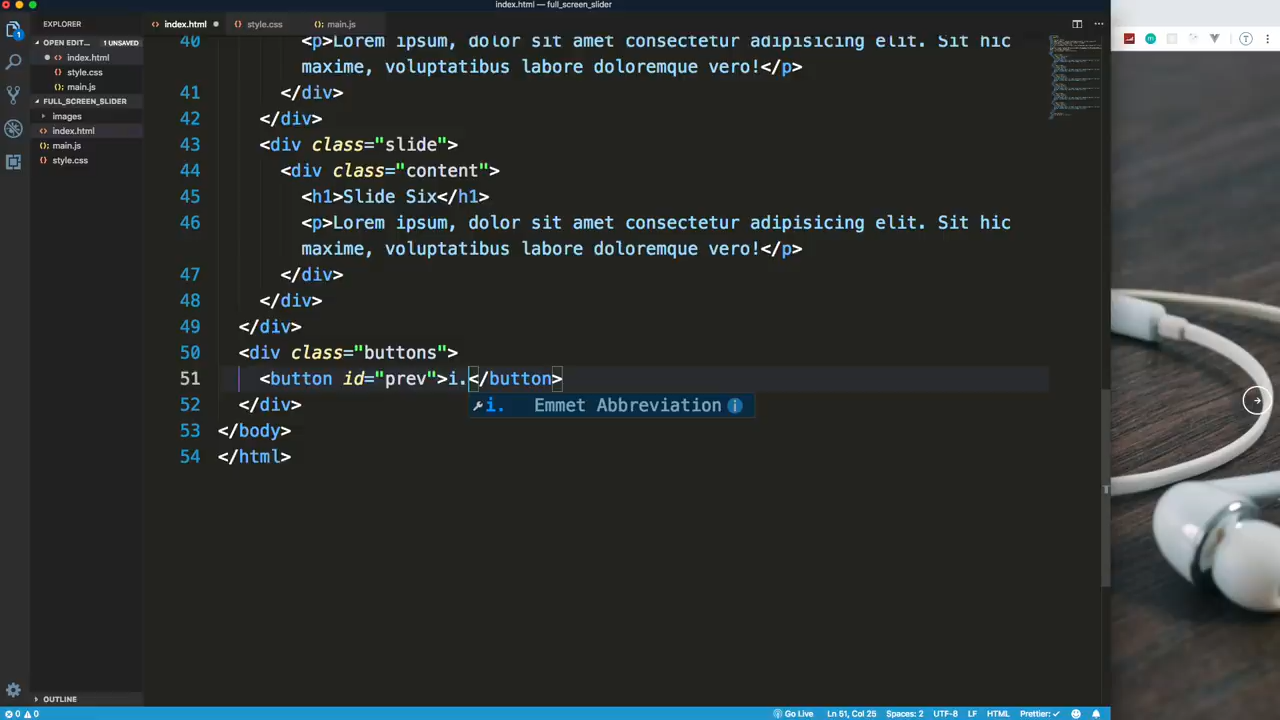 index.html — full_screen_slider
EXPLORER
index.html
style.css
main.js
OPEN EDIT... 1 UNSAVED
index.html
style.css
main.js
FULL_SCREEN_SLIDER
images
index.html
main.js
style.css
40 <p>Lorem ipsum, dolor sit amet consectetur adipisicing elit. Sit hic
maxime, voluptatibus labore doloremque vero!</p>
41 </div>
42 </div>
43 <div class="slide">
44 <div class="content">
45 <h1>Slide Six</h1>
46 <p>Lorem ipsum, dolor sit amet consectetur adipisicing elit. Sit hic
maxime, voluptatibus labore doloremque vero!</p>
47 </div>
48 </div>
49 </div>
50 <div class="buttons">
51 <button id="prev">i.</button>
i. Emmet Abbreviation
52 </div>
53 </body>
54 </html>
OUTLINE
0 0
Go Live
Ln 51, Col 25
Spaces: 2
UTF-8
LF
HTML
Prettier: ✓